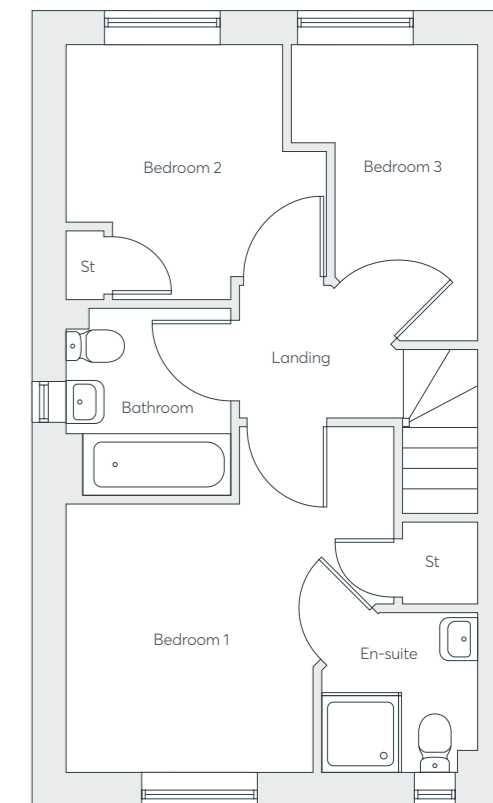 Bedroom 2
Bedroom 3
St
Landing
Bathroom
St
Bedroom 1
En-suite